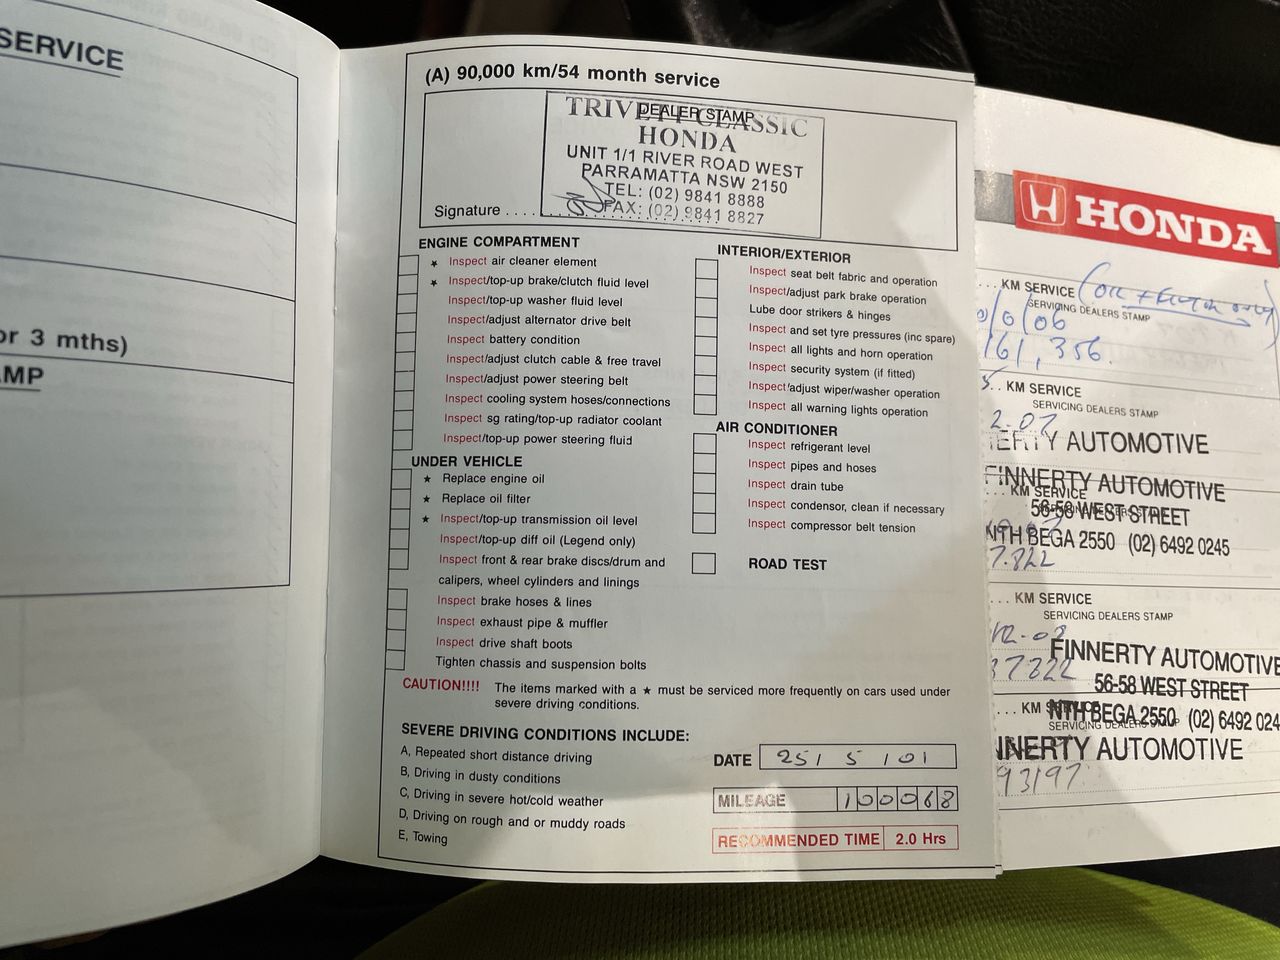 SERVICE
or 3 mths)
AMP
(A) 90,000 km/54 month service
DEALER STAMP
TRIVETT CLASSIC
HONDA
UNIT 1/1 RIVER ROAD WEST
PARRAMATTA NSW 2150
TEL: (02) 9841 8888
FAX: (02) 9841 8827
Signature
ENGINE COMPARTMENT
★ Inspect air cleaner element
★ Inspect/top-up brake/clutch fluid level
Inspect/top-up washer fluid level
Inspect/adjust alternator drive belt
Inspect battery condition
Inspect/adjust clutch cable & free travel
Inspect/adjust power steering belt
Inspect cooling system hoses/connections
Inspect sg rating/top-up radiator coolant
Inspect/top-up power steering fluid
UNDER VEHICLE
★ Replace engine oil
★ Replace oil filter
★ Inspect/top-up transmission oil level
Inspect/top-up diff oil (Legend only)
Inspect front & rear brake discs/drum and
calipers, wheel cylinders and linings
Inspect brake hoses & lines
Inspect exhaust pipe & muffler
Inspect drive shaft boots
Tighten chassis and suspension bolts
INTERIOR/EXTERIOR
Inspect seat belt fabric and operation
Inspect/adjust park brake operation
Lube door strikers & hinges
Inspect and set tyre pressures (inc spare)
Inspect all lights and horn operation
Inspect security system (if fitted)
Inspect/adjust wiper/washer operation
Inspect all warning lights operation
AIR CONDITIONER
Inspect refrigerant level
Inspect pipes and hoses
Inspect drain tube
Inspect condensor, clean if necessary
Inspect compressor belt tension
ROAD TEST
CAUTION!!!! The items marked with a ★ must be serviced more frequently on cars used under
severe driving conditions.
SEVERE DRIVING CONDITIONS INCLUDE:
A, Repeated short distance driving
B, Driving in dusty conditions
C, Driving in severe hot/cold weather
D, Driving on rough and or muddy roads
E, Towing
DATE 25/ 5 /01
MILEAGE 100068
RECOMMENDED TIME 2.0 Hrs
HONDA
KM SERVICE (OIL + FILTER only)
SERVICING DEALERS STAMP
161,356.
KM SERVICE
SERVICING DEALERS STAMP
2.07
NERTY AUTOMOTIVE
FINNERTY AUTOMOTIVE
KM SERVICE
56-58 WEST STREET
NTH BEGA 2550 (02) 6492 0245
7.822
KM SERVICE
SERVICING DEALERS STAMP
FINNERTY AUTOMOTIVE
87822
56-58 WEST STREET
KM SERVICE
NTH BEGA 2550 (02) 6492 024
SERVICING DEALERS STAMP
NNERTY AUTOMOTIVE
93197